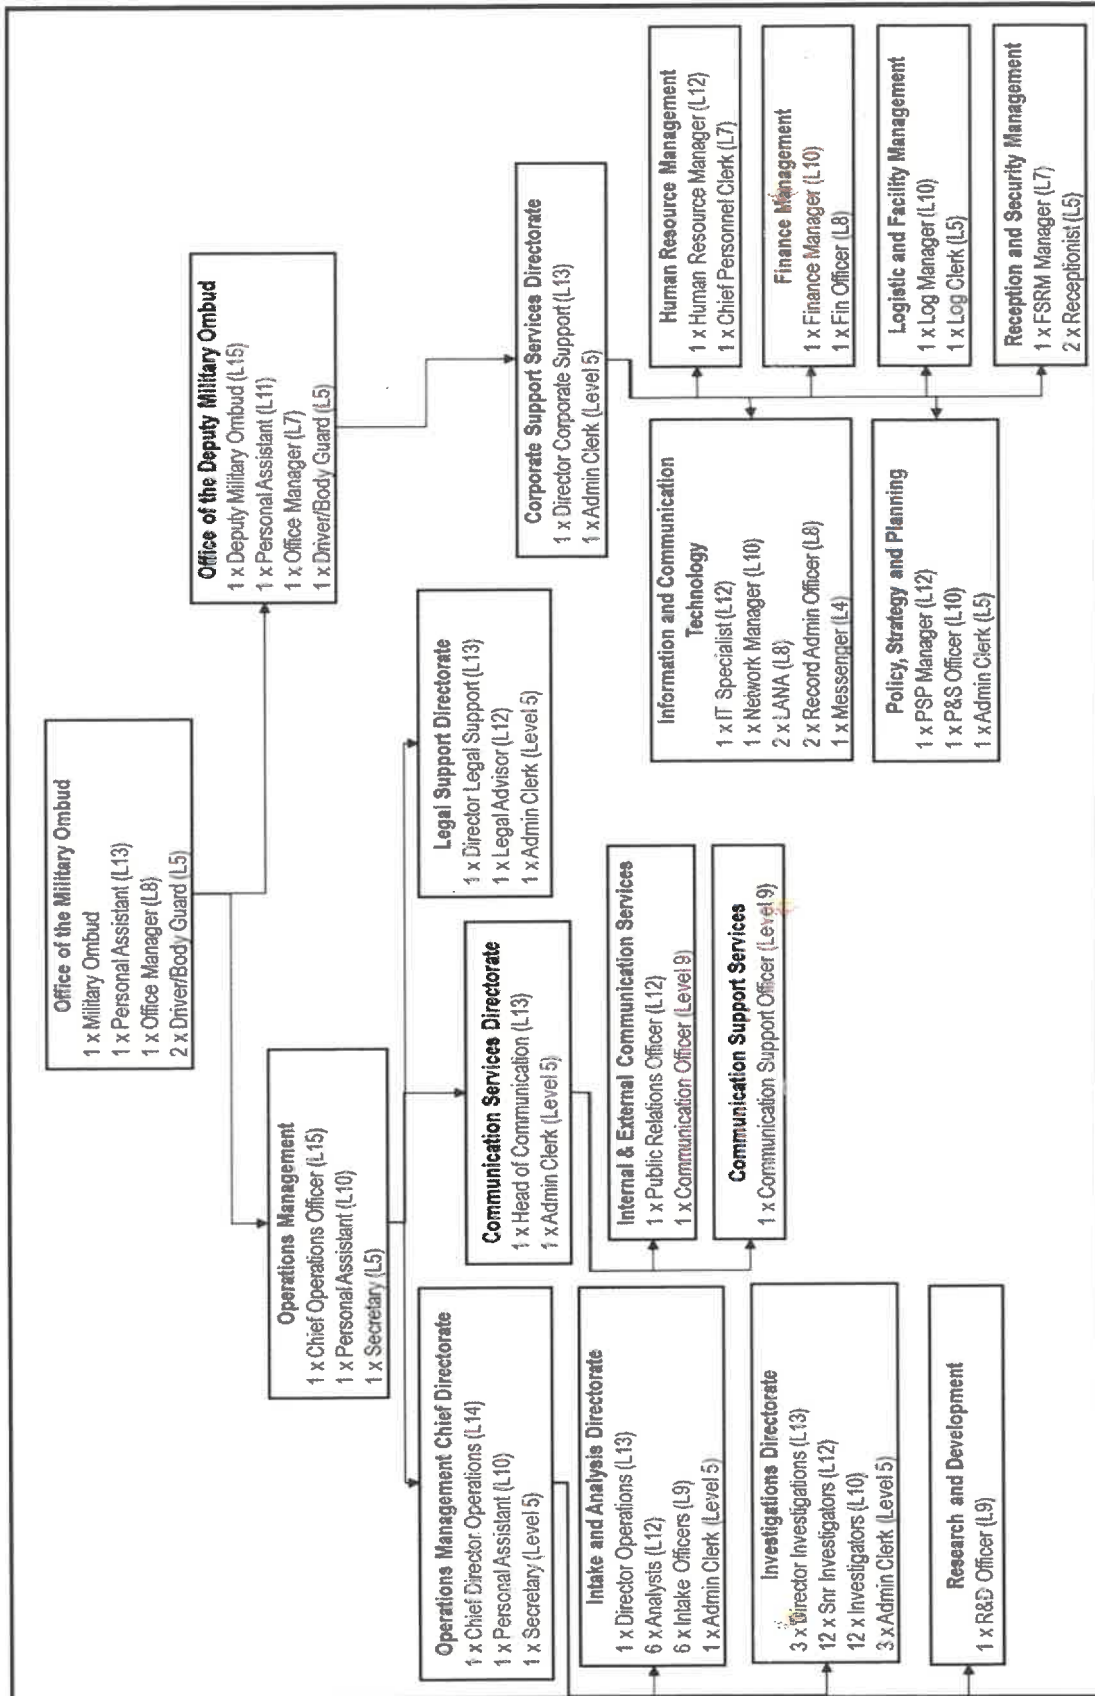 Office of the Military Ombud
1 x Military Ombud
1 x Personal Assistant (L13)
1 x Office Manager (L8)
2 x Driver/Body Guard (L5)
Office of the Deputy Military Ombud
1 x Deputy Military Ombud (L15)
1 x Personal Assistant (L11)
1 x Office Manager (L7)
1 x Driver/Body Guard (L5)
Operations Management
1 x Chief Operations Officer (L15)
1 x Personal Assistant (L10)
1 x Secretary (L5)
Operations Management Chief Directorate
1 x Chief Director Operations (L14)
1 x Personal Assistant (L10)
1 x Secretary (Level 5)
Communication Services Directorate
1 x Head of Communication (L13)
1 x Admin Clerk (Level 5)
Legal Support Directorate
1 x Director Legal Support (L13)
1 x Legal Advisor (L12)
1 x Admin Clerk (Level 5)
Corporate Support Services Directorate
1 x Director Corporate Support (L13)
1 x Admin Clerk (Level 5)
Intake and Analysis Directorate
1 x Director Operations (L13)
6 x Analysts (L12)
6 x Intake Officers (L9)
1 x Admin Clerk (Level 5)
Investigations Directorate
3 x Director Investigations (L13)
12 x Snr Investigators (L12)
12 x Investigators (L10)
3 x Admin Clerk (Level 5)
Research and Development
1 x R&D Officer (L9)
Internal & External Communication Services
1 x Public Relations Officer (L12)
1 x Communication Officer (Level 9)
Communication Support Services
1 x Communication Support Officer (Level 9)
Information and Communication
Technology
1 x IT Specialist (L12)
1 x Network Manager (L10)
2 x LANA (L8)
2 x Record Admin Officer (L8)
1 x Messenger (L4)
Policy, Strategy and Planning
1 x PSP Manager (L12)
1 x P&S Officer (L10)
1 x Admin Clerk (L5)
Human Resource Management
1 x Human Resource Manager (L12)
1 x Chief Personnel Clerk (L7)
Finance Management
1 x Finance Manager (L10)
1 x Fin Officer (L8)
Logistic and Facility Management
1 x Log Manager (L10)
1 x Log Clerk (L5)
Reception and Security Management
1 x FSRM Manager (L7)
2 x Receptionist (L5)